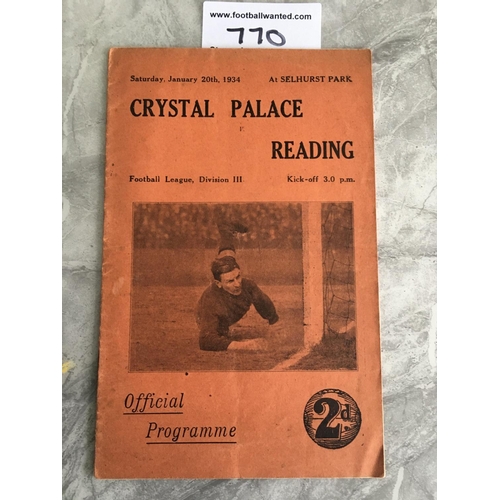 www.footballwanted.com
770
Saturday, January 20th, 1934 At SELHURST PARK
CRYSTAL PALACE
v.
READING
Football League, Division III Kick-off 3.0 p.m.
Official
Programme
2d.